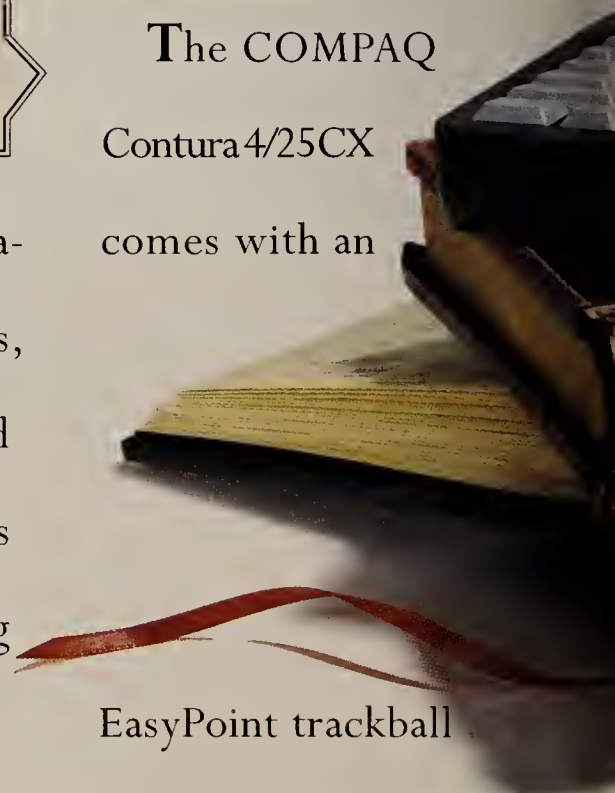 The COMPAQ
Contura 4/25CX
a-
comes with an
s,
d
s
g
EasyPoint trackball